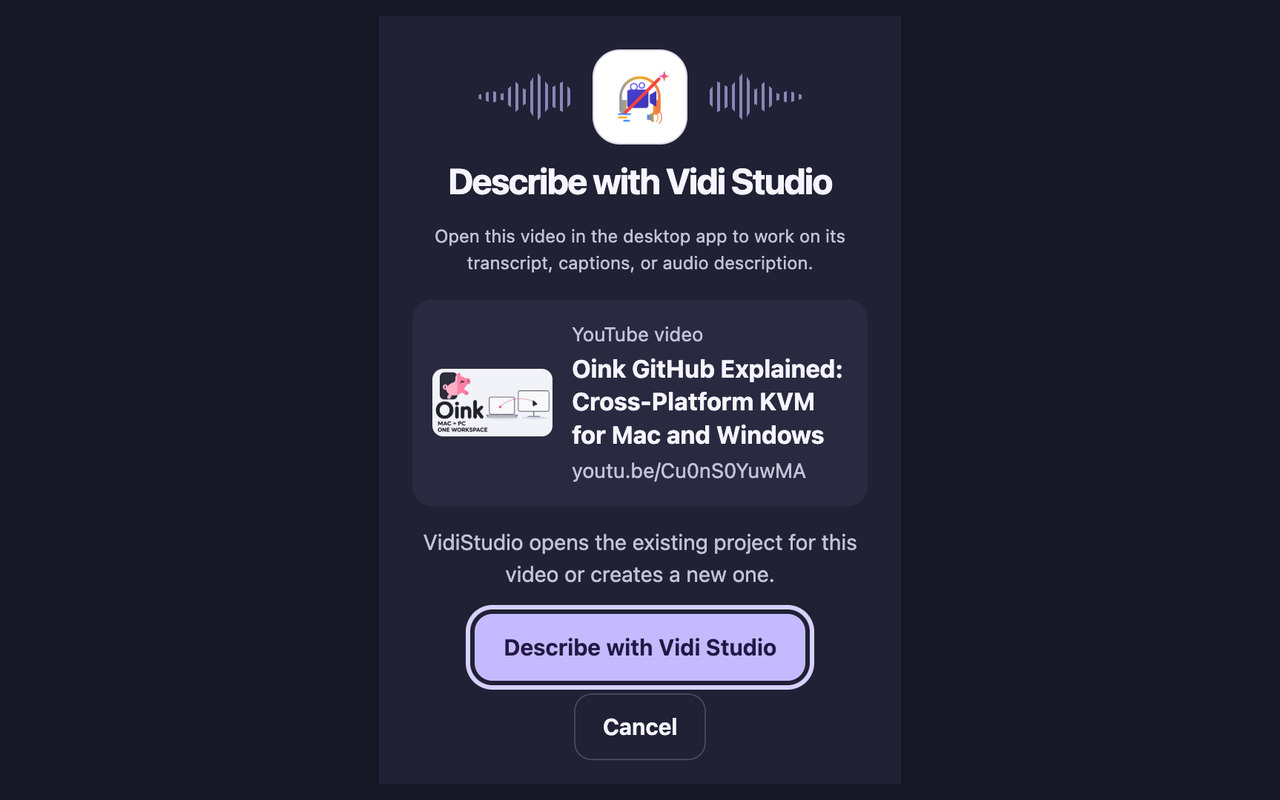 Describe with Vidi Studio
Open this video in the desktop app to work on its
transcript, captions, or audio description.
YouTube video
Oink GitHub Explained:
Cross-Platform KVM
for Mac and Windows
youtu.be/Cu0nS0YuwMA
Oink
MAC + PC
ONE WORKSPACE
VidiStudio opens the existing project for this
video or creates a new one.
Describe with Vidi Studio
Cancel